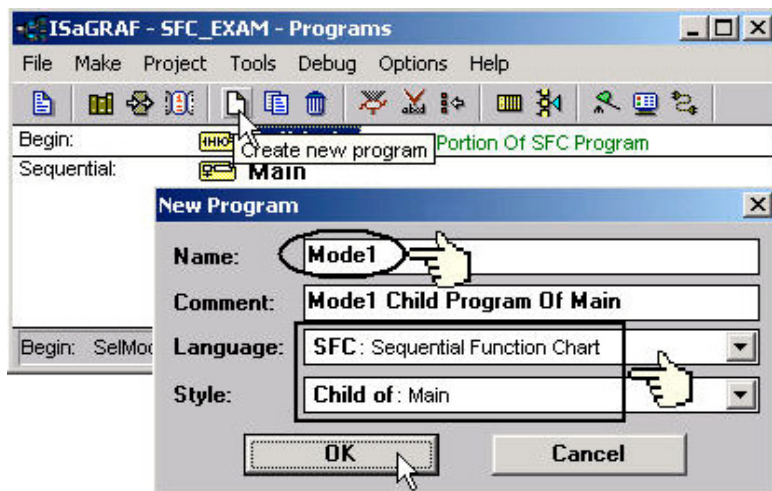 ISaGRAF - SFC_EXAM - Programs
File Make Project Tools Debug Options Help
Begin: Portion Of SFC Program
Create new program
Sequential: Main
New Program
Name: Mode1
Comment: Mode1 Child Program Of Main
Language: SFC : Sequential Function Chart
Style: Child of : Main
OK Cancel
Begin: SelMod